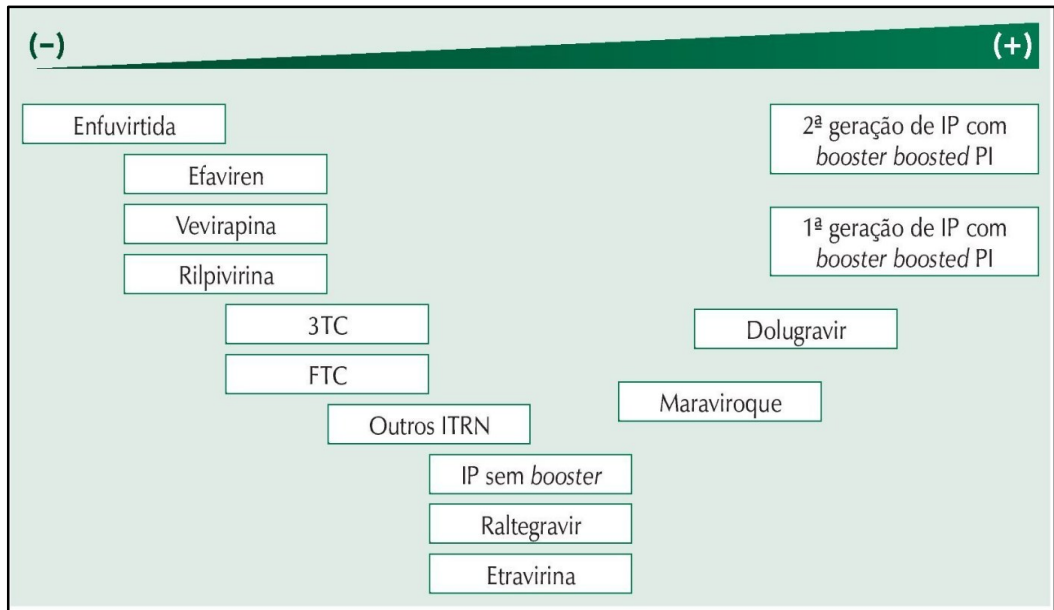 (-)
(+)
Enfuvirtida
2ª geração de IP com
booster boosted PI
Efaviren
Vevirapina
1ª geração de IP com
booster boosted PI
Rilpivirina
3TC
Dolugravir
FTC
Maraviroque
Outros ITRN
IP sem booster
Raltegravir
Etravirina